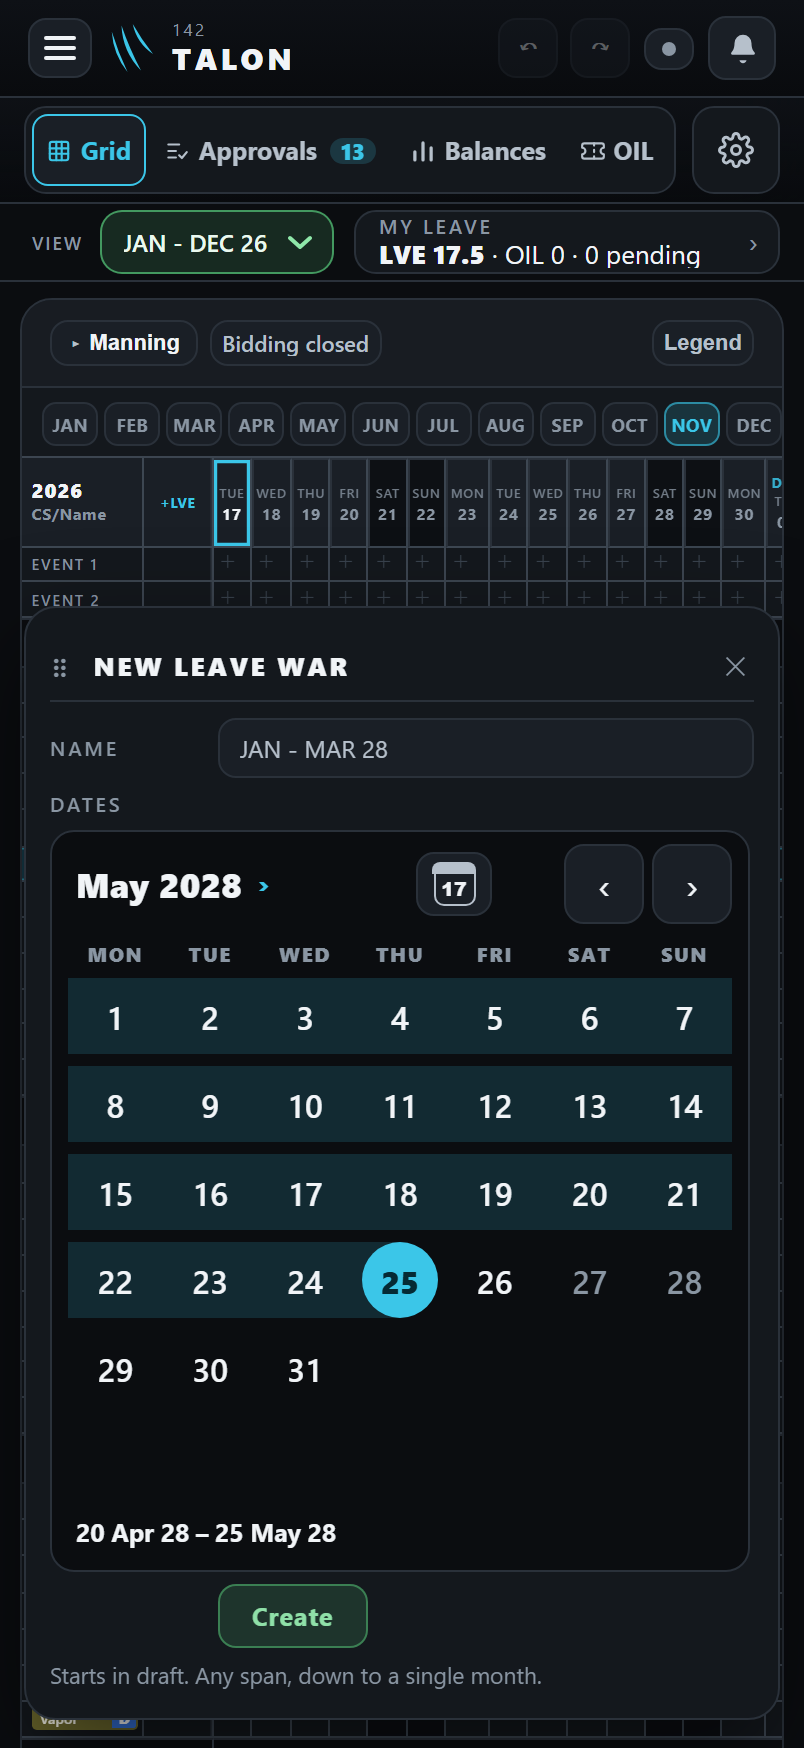 142
TALON
Grid
Approvals 13
Balances
OIL
VIEW
JAN - DEC 26
MY LEAVE
LVE 17.5 · OIL 0 · 0 pending
Manning
Bidding closed
Legend
JAN FEB MAR APR MAY JUN JUL AUG SEP OCT NOV DEC
2026
CS/Name
+LVE
TUE WED THU FRI SAT SUN MON TUE WED THU FRI SAT SUN MON
17 18 19 20 21 22 23 24 25 26 27 28 29 30
EVENT 1
EVENT 2
NEW LEAVE WAR
NAME
JAN - MAR 28
DATES
May 2028
17
MON TUE WED THU FRI SAT SUN
1 2 3 4 5 6 7
8 9 10 11 12 13 14
15 16 17 18 19 20 21
22 23 24 25 26 27 28
29 30 31
20 Apr 28 – 25 May 28
Create
Starts in draft. Any span, down to a single month.
Vapor